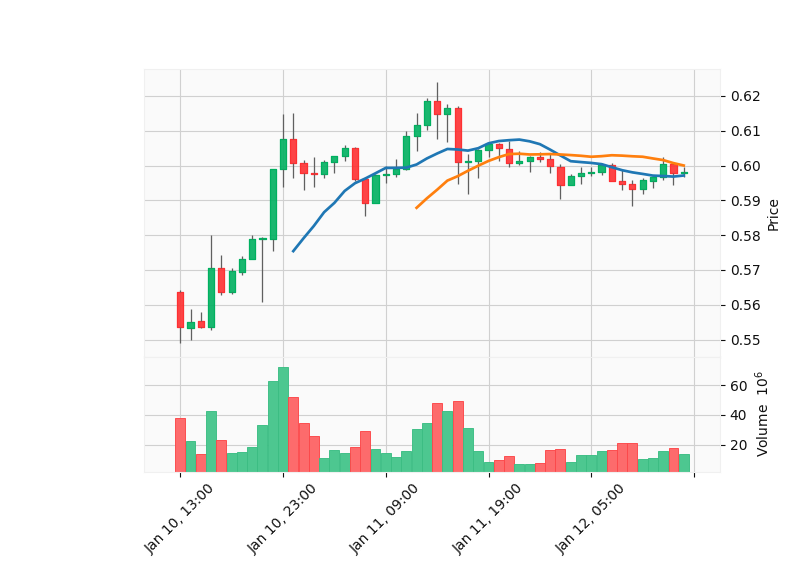 0.62
0.61
0.60
0.59
0.58
0.57
0.56
0.55
Price
60
40
20
Volume 10⁶
Jan 10, 13:00
Jan 10, 23:00
Jan 11, 09:00
Jan 11, 19:00
Jan 12, 05:00